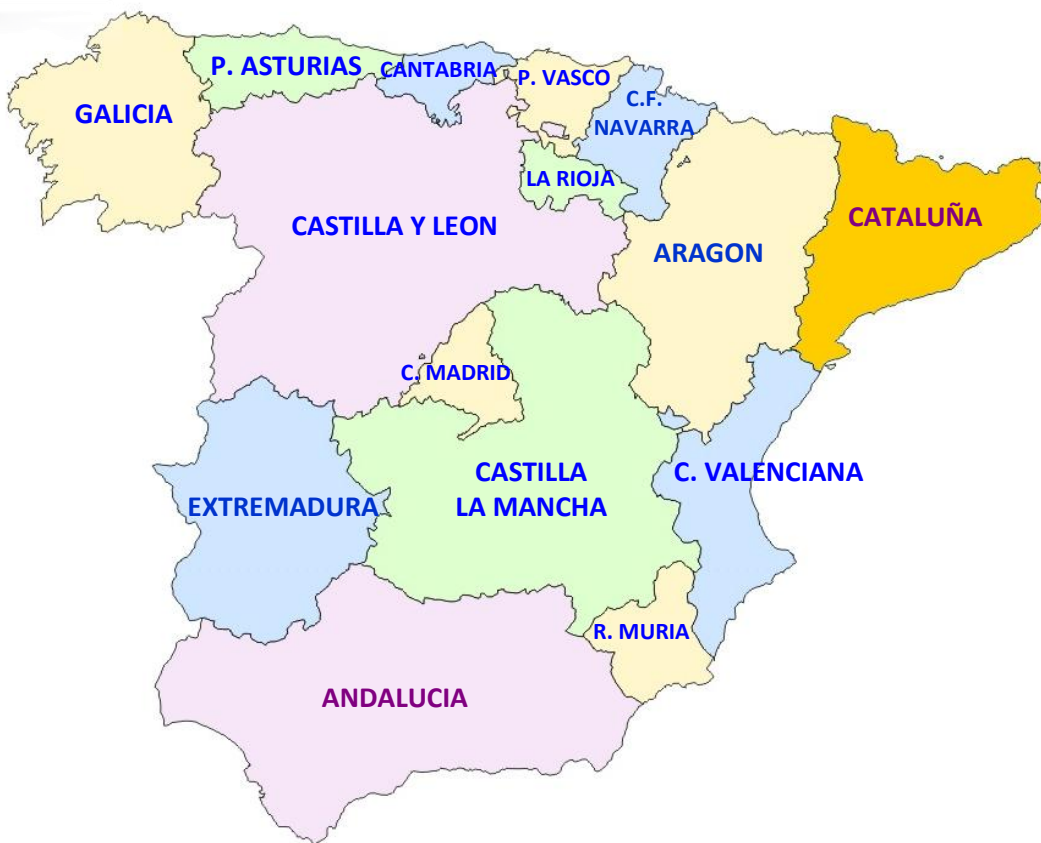 P. ASTURIAS
CANTABRIA
P. VASCO
C.F.
NAVARRA
GALICIA
LA RIOJA
CASTILLA Y LEON
CATALUÑA
ARAGON
C. MADRID
CASTILLA
LA MANCHA
C. VALENCIANA
EXTREMADURA
R. MURIA
ANDALUCIA